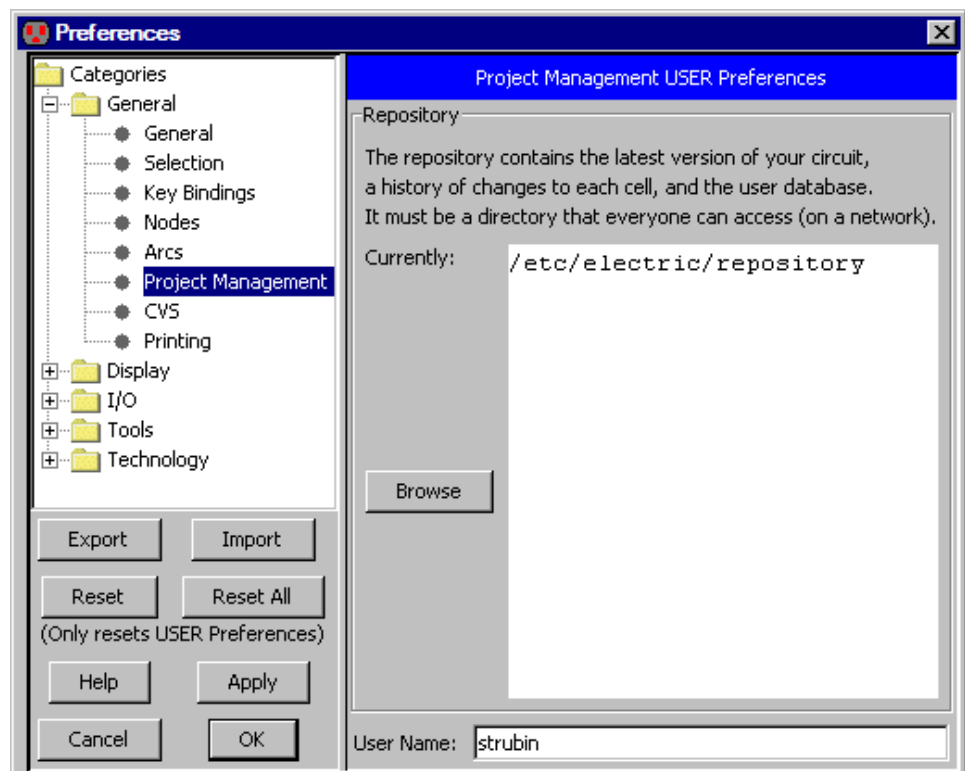 Preferences
Categories
General
General
Selection
Key Bindings
Nodes
Arcs
Project Management
CVS
Printing
Display
I/O
Tools
Technology
Export Import
Reset Reset All
(Only resets USER Preferences)
Help Apply
Cancel OK
Project Management USER Preferences
Repository
The repository contains the latest version of your circuit,
a history of changes to each cell, and the user database.
It must be a directory that everyone can access (on a network).
Currently: /etc/electric/repository
Browse
User Name: strubin